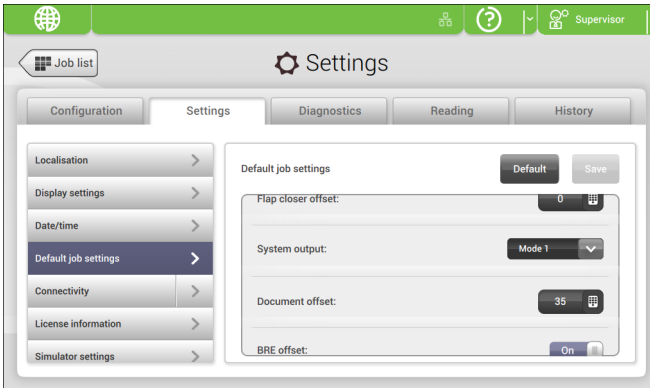 Supervisor
Job list
Settings
Configuration
Settings
Diagnostics
Reading
History
Localisation
Display settings
Date/time
Default job settings
Connectivity
License information
Simulator settings
Default job settings
Default
Save
Flap closer offset:
0
System output:
Mode 1
Document offset:
35
BRE offset:
On